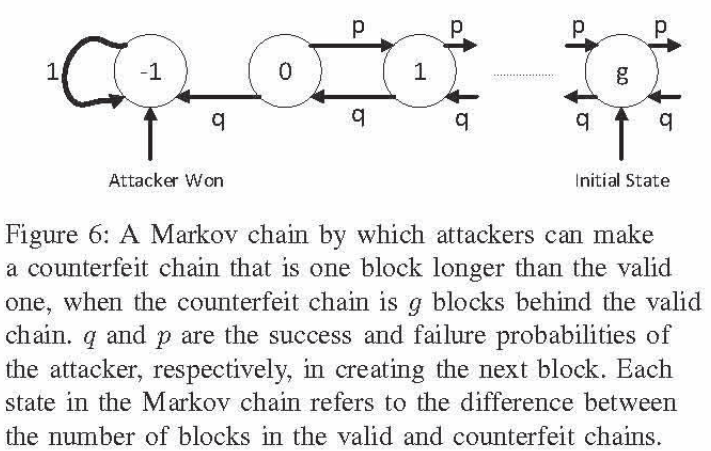 p p p p
1 -1 0 1 g
q q q q q
Attacker Won Initial State
Figure 6: A Markov chain by which attackers can make
a counterfeit chain that is one block longer than the valid
one, when the counterfeit chain is g blocks behind the valid
chain. q and p are the success and failure probabilities of
the attacker, respectively, in creating the next block. Each
state in the Markov chain refers to the difference between
the number of blocks in the valid and counterfeit chains.